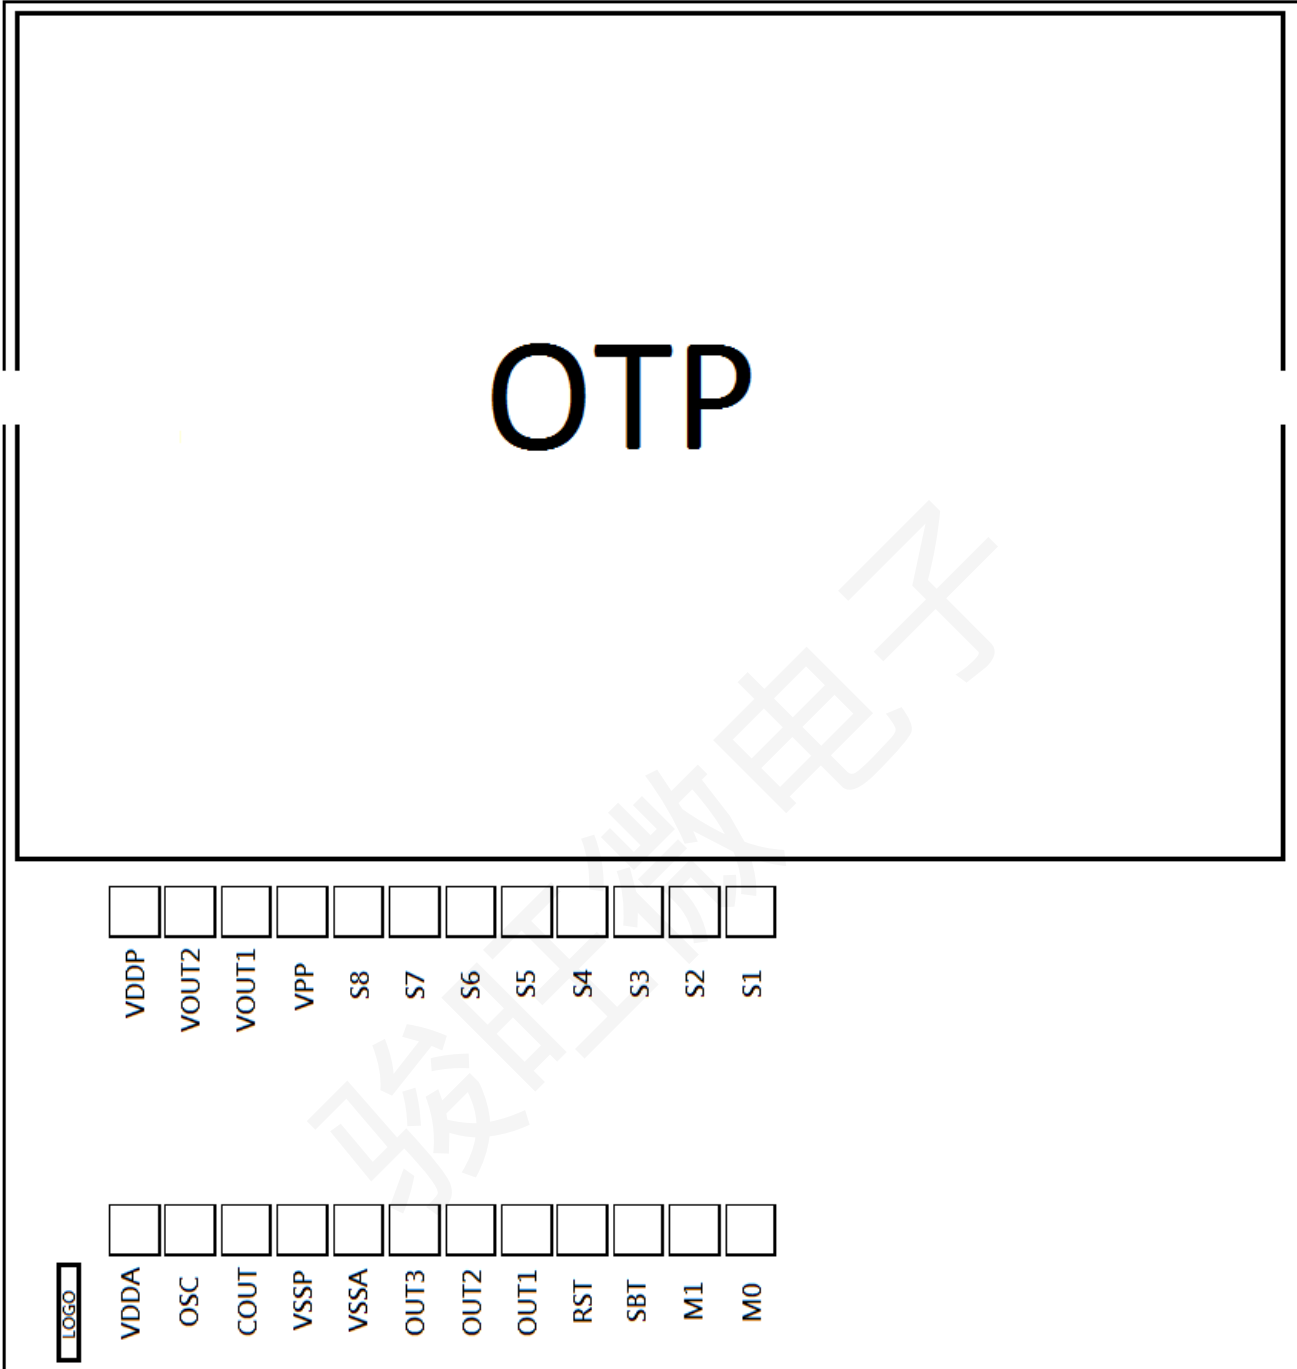 OTP
骏旺微电子
VDDP VOUT2 VOUT1 VPP S8 S7 S6 S5 S4 S3 S2 S1
LOGO VDDA OSC COUT VSSP VSSA OUT3 OUT2 OUT1 RST SBT M1 M0